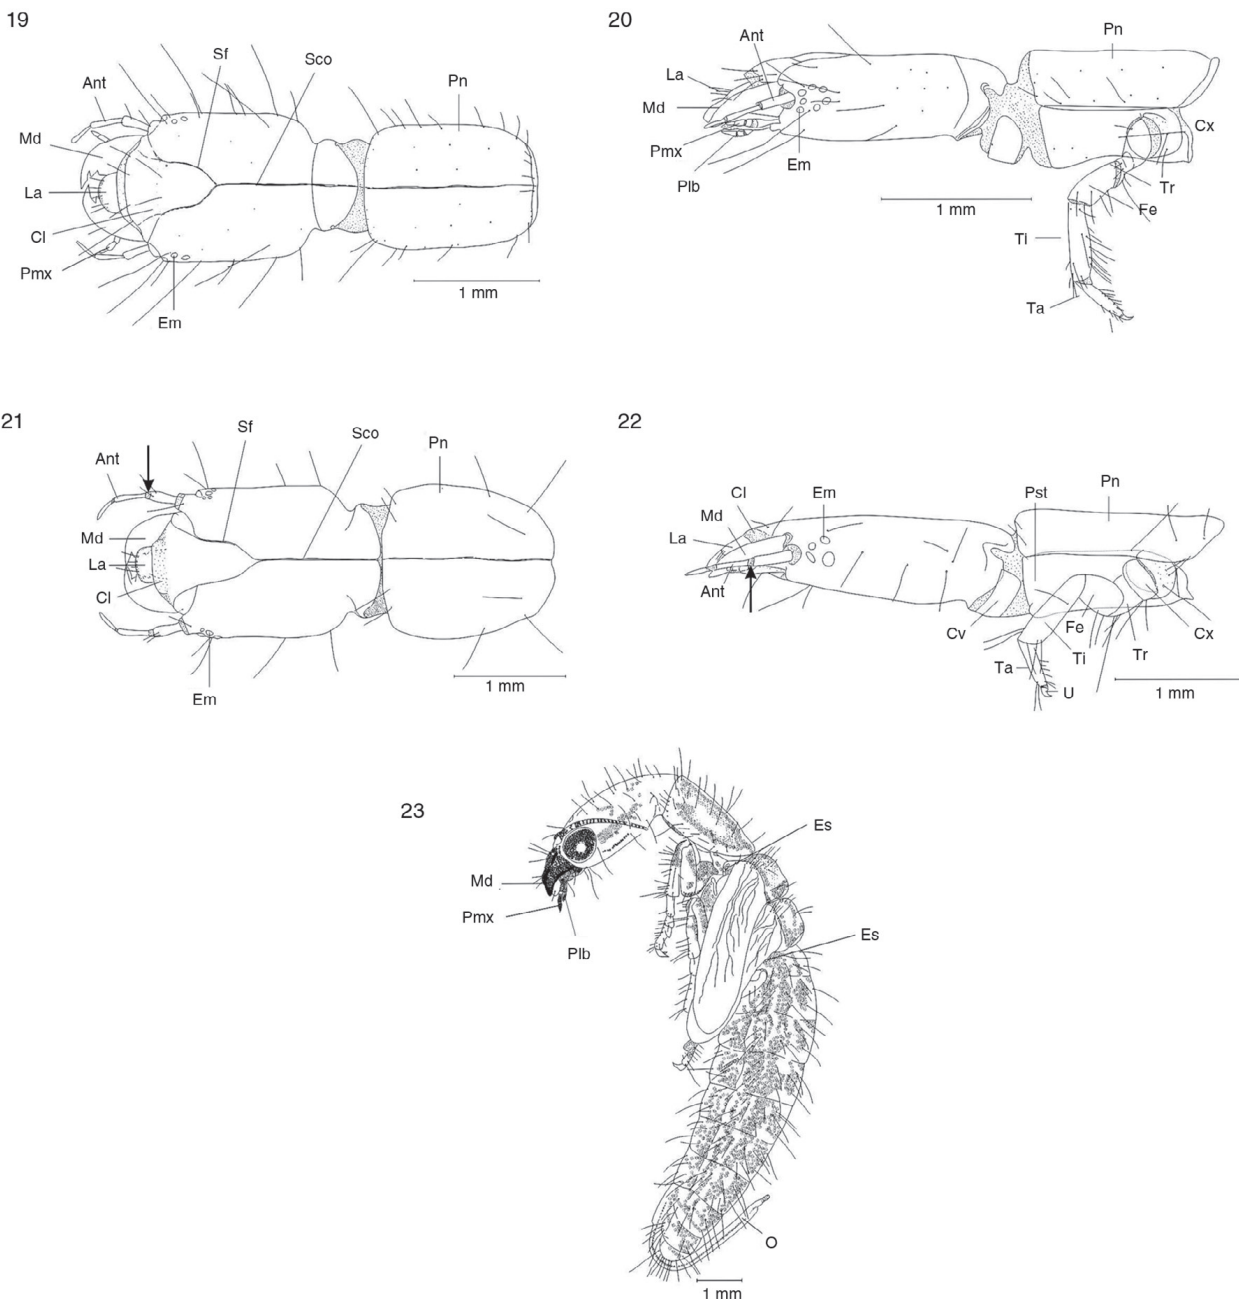 19
Sf
Sco
Ant
Pn
Md
La
Cl
Pmx
1 mm
Em
20
Ant
Pn
La
Md
Cx
Pmx
Em
Plb
Tr
1 mm
Fe
Ti
Ta
21
Sf
Sco
Pn
Ant
Md
La
Cl
1 mm
Em
22
Cl
Em
Pst
Pn
Md
La
Ant
Cv
Fe
Cx
Ti
Tr
Ta
U
1 mm
23
Es
Md
Pmx
Plb
Es
O
1 mm